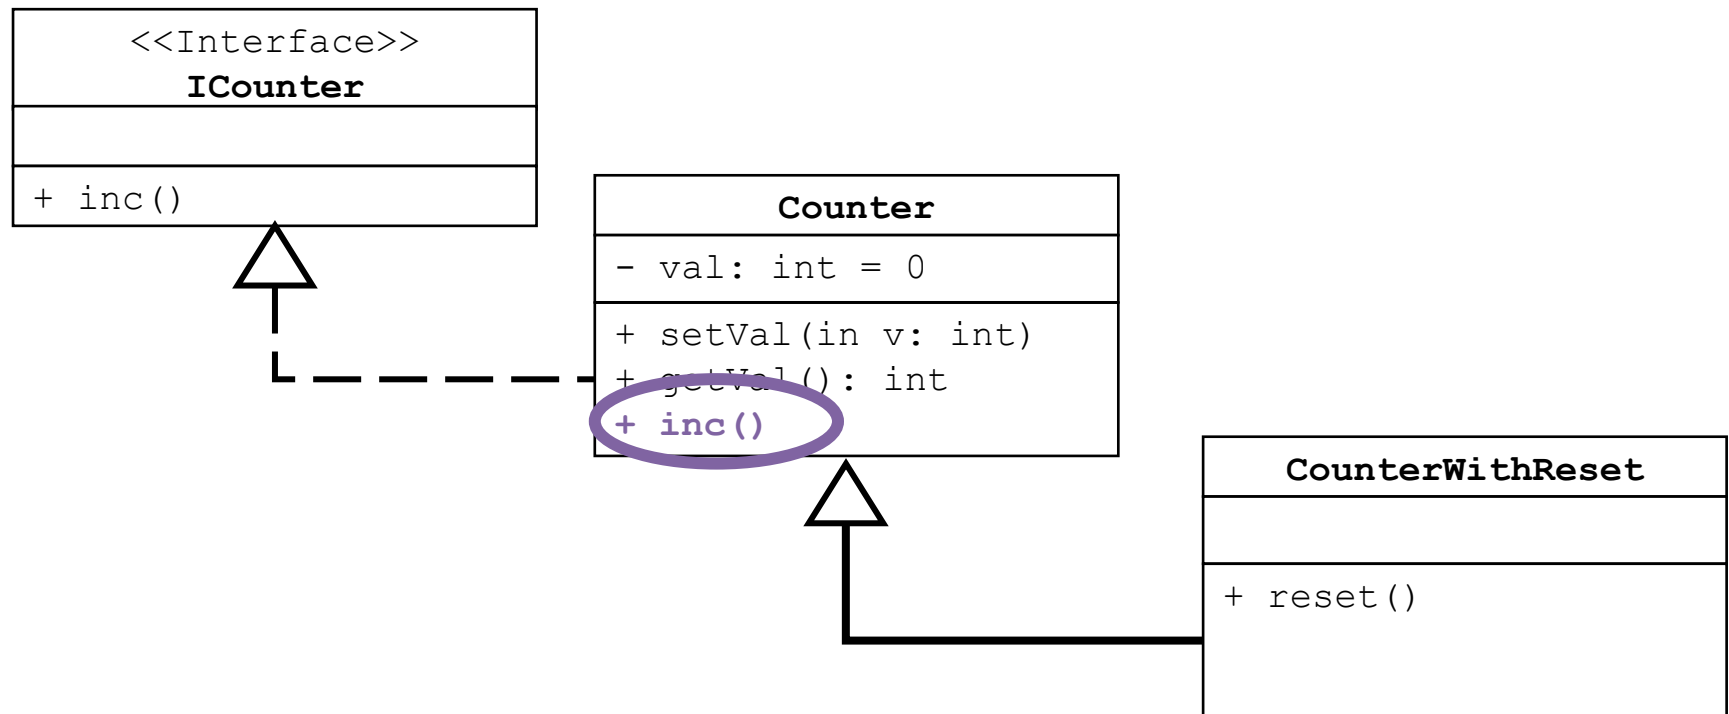 <<Interface>>
ICounter
+ inc()
Counter
- val: int = 0
+ setVal(in v: int)
+ getVal(): int
+ inc()
CounterWithReset
+ reset()